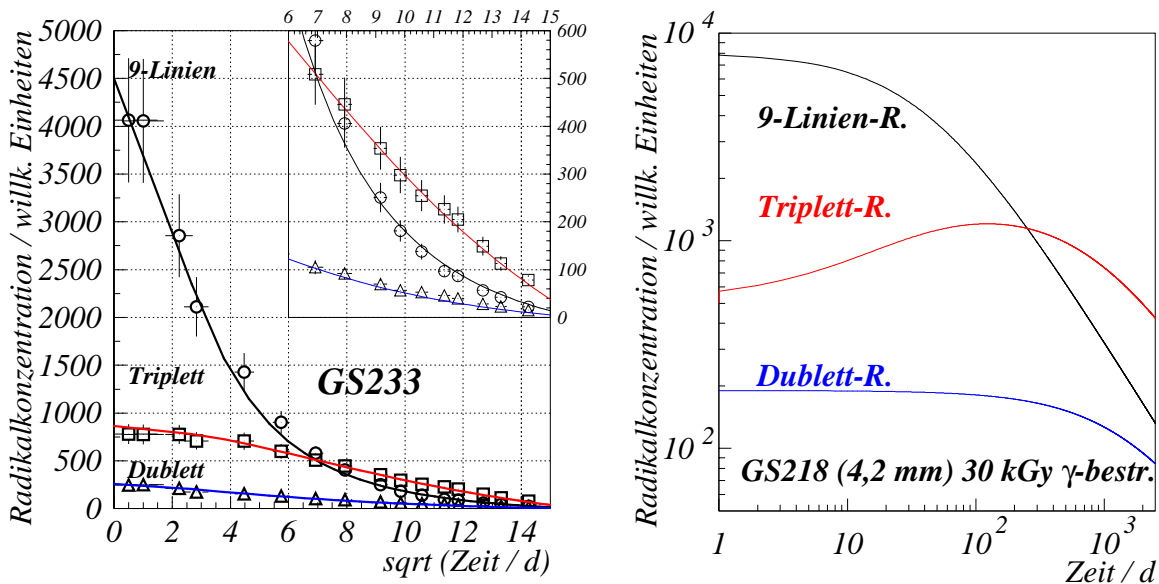 Radikalkonzentration / willk. Einheiten
5000
4500
4000
3500
3000
2500
2000
1500
1000
500
0
0 2 4 6 8 10 12 14
sqrt (Zeit / d)
9-Linien
Triplett
Dublett
GS233
6 7 8 9 10 11 12 13 14 15
600
500
400
300
200
100
0
Radikalkonzentration / willk. Einheiten
10^4
10^3
10^2
1 10 10^2 10^3
Zeit / d
9-Linien-R.
Triplett-R.
Dublett-R.
GS218 (4,2 mm) 30 kGy γ-bestr.